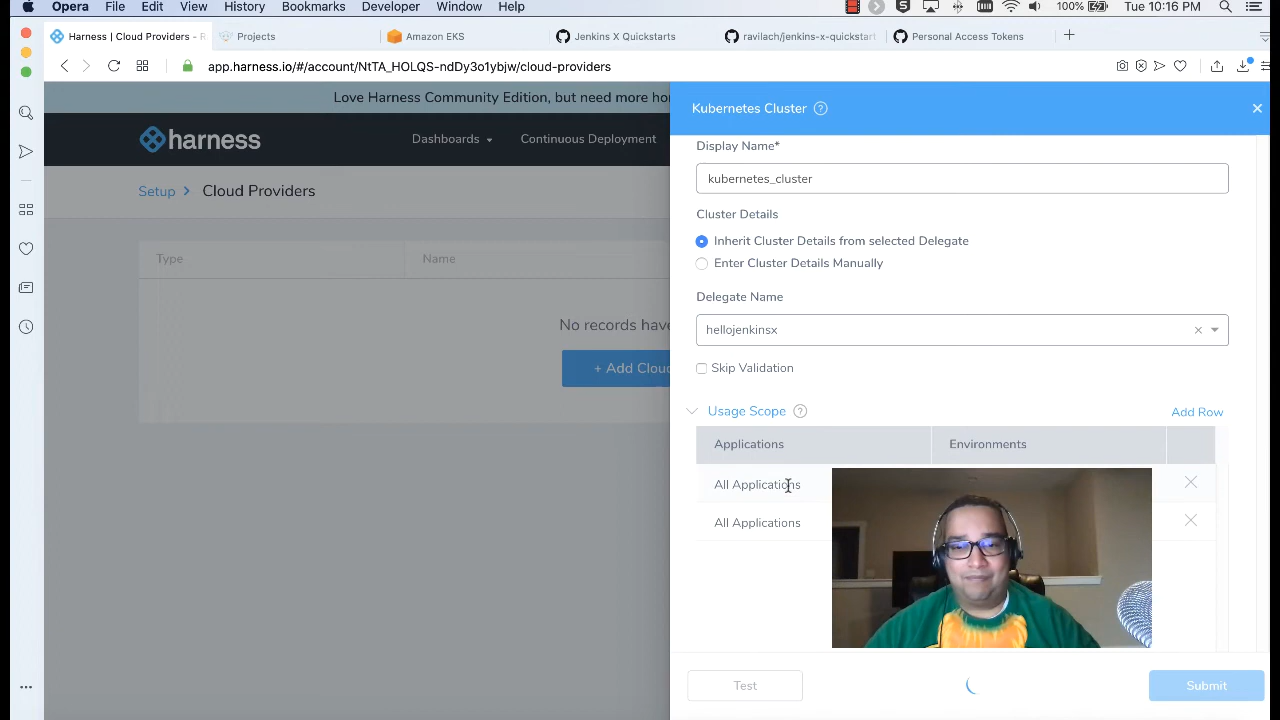 Opera File Edit View History Bookmarks Developer Window Help 100% Tue 10:16 PM
Harness | Cloud Providers - R
Projects
Amazon EKS
Jenkins X Quickstarts
ravilach/jenkins-x-quickstart
Personal Access Tokens
app.harness.io/#/account/NtTA_HOLQS-ndDy3o1ybjw/cloud-providers
Love Harness Community Edition, but need more ho
Kubernetes Cluster ?
harness
Dashboards
Continuous Deployment
Display Name*
kubernetes_cluster
Setup > Cloud Providers
Cluster Details
Inherit Cluster Details from selected Delegate
Enter Cluster Details Manually
Type
Name
Delegate Name
No records hav
hellojenkinsx
+ Add Clou
Skip Validation
Usage Scope ?
Add Row
Applications
Environments
All Applications
All Applications
Test
Submit